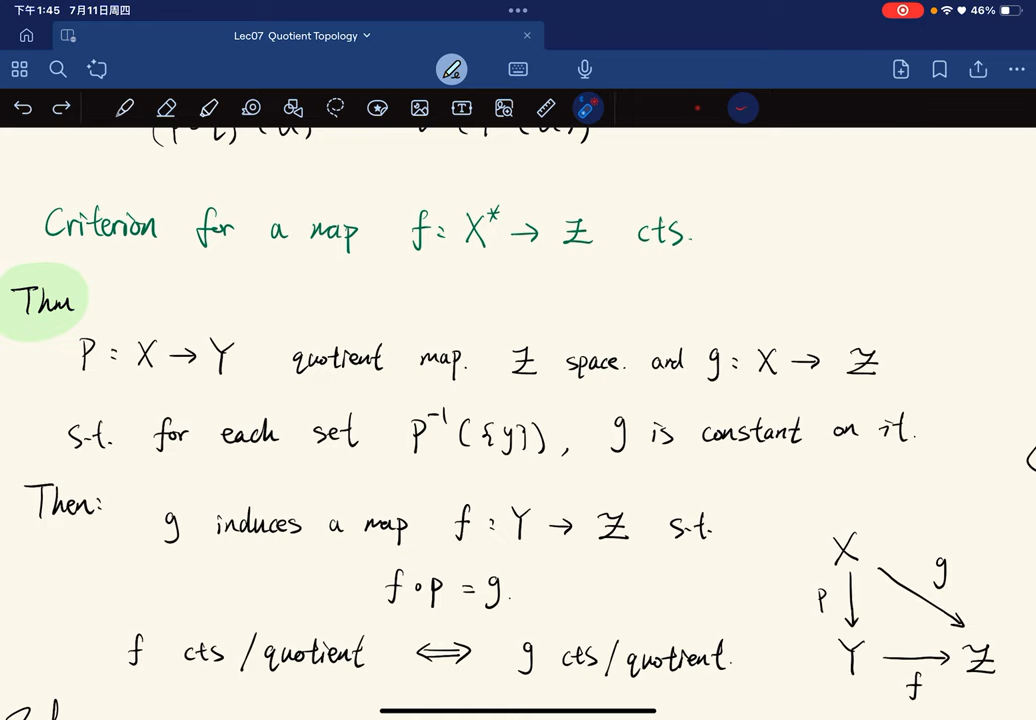 下午1:45 7月11日周四
46%
Lec07 Quotient Topology
Criterion for a map f: X* → Z cts.
Thm
P: X → Y quotient map. Z space. and g: X → Z
s.t. for each set P⁻¹({y}), g is constant on it.
Then:
g induces a map f: Y → Z s.t.
f∘p = g.
f cts/quotient ⟺ g cts/quotient.
X
g
P
Y → Z
f